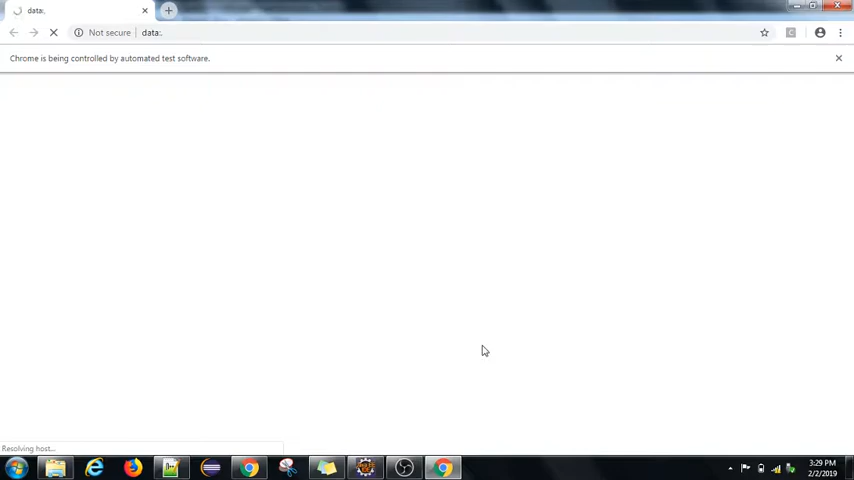 data:,
Not secure
data:,
Chrome is being controlled by automated test software.
Resolving host...
3:29 PM
2/2/2019